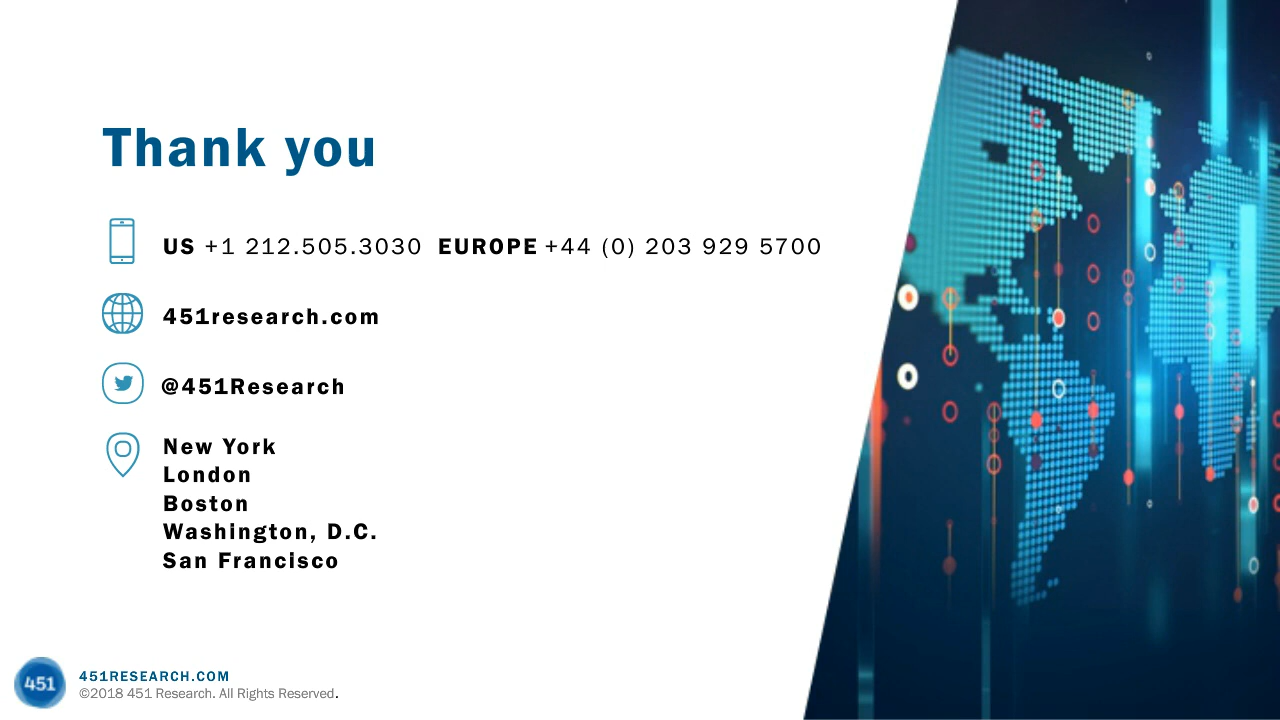 Thank you
US +1 212.505.3030 EUROPE +44 (0) 203 929 5700
451research.com
@451Research
New York
London
Boston
Washington, D.C.
San Francisco
451
451RESEARCH.COM
©2018 451 Research. All Rights Reserved.